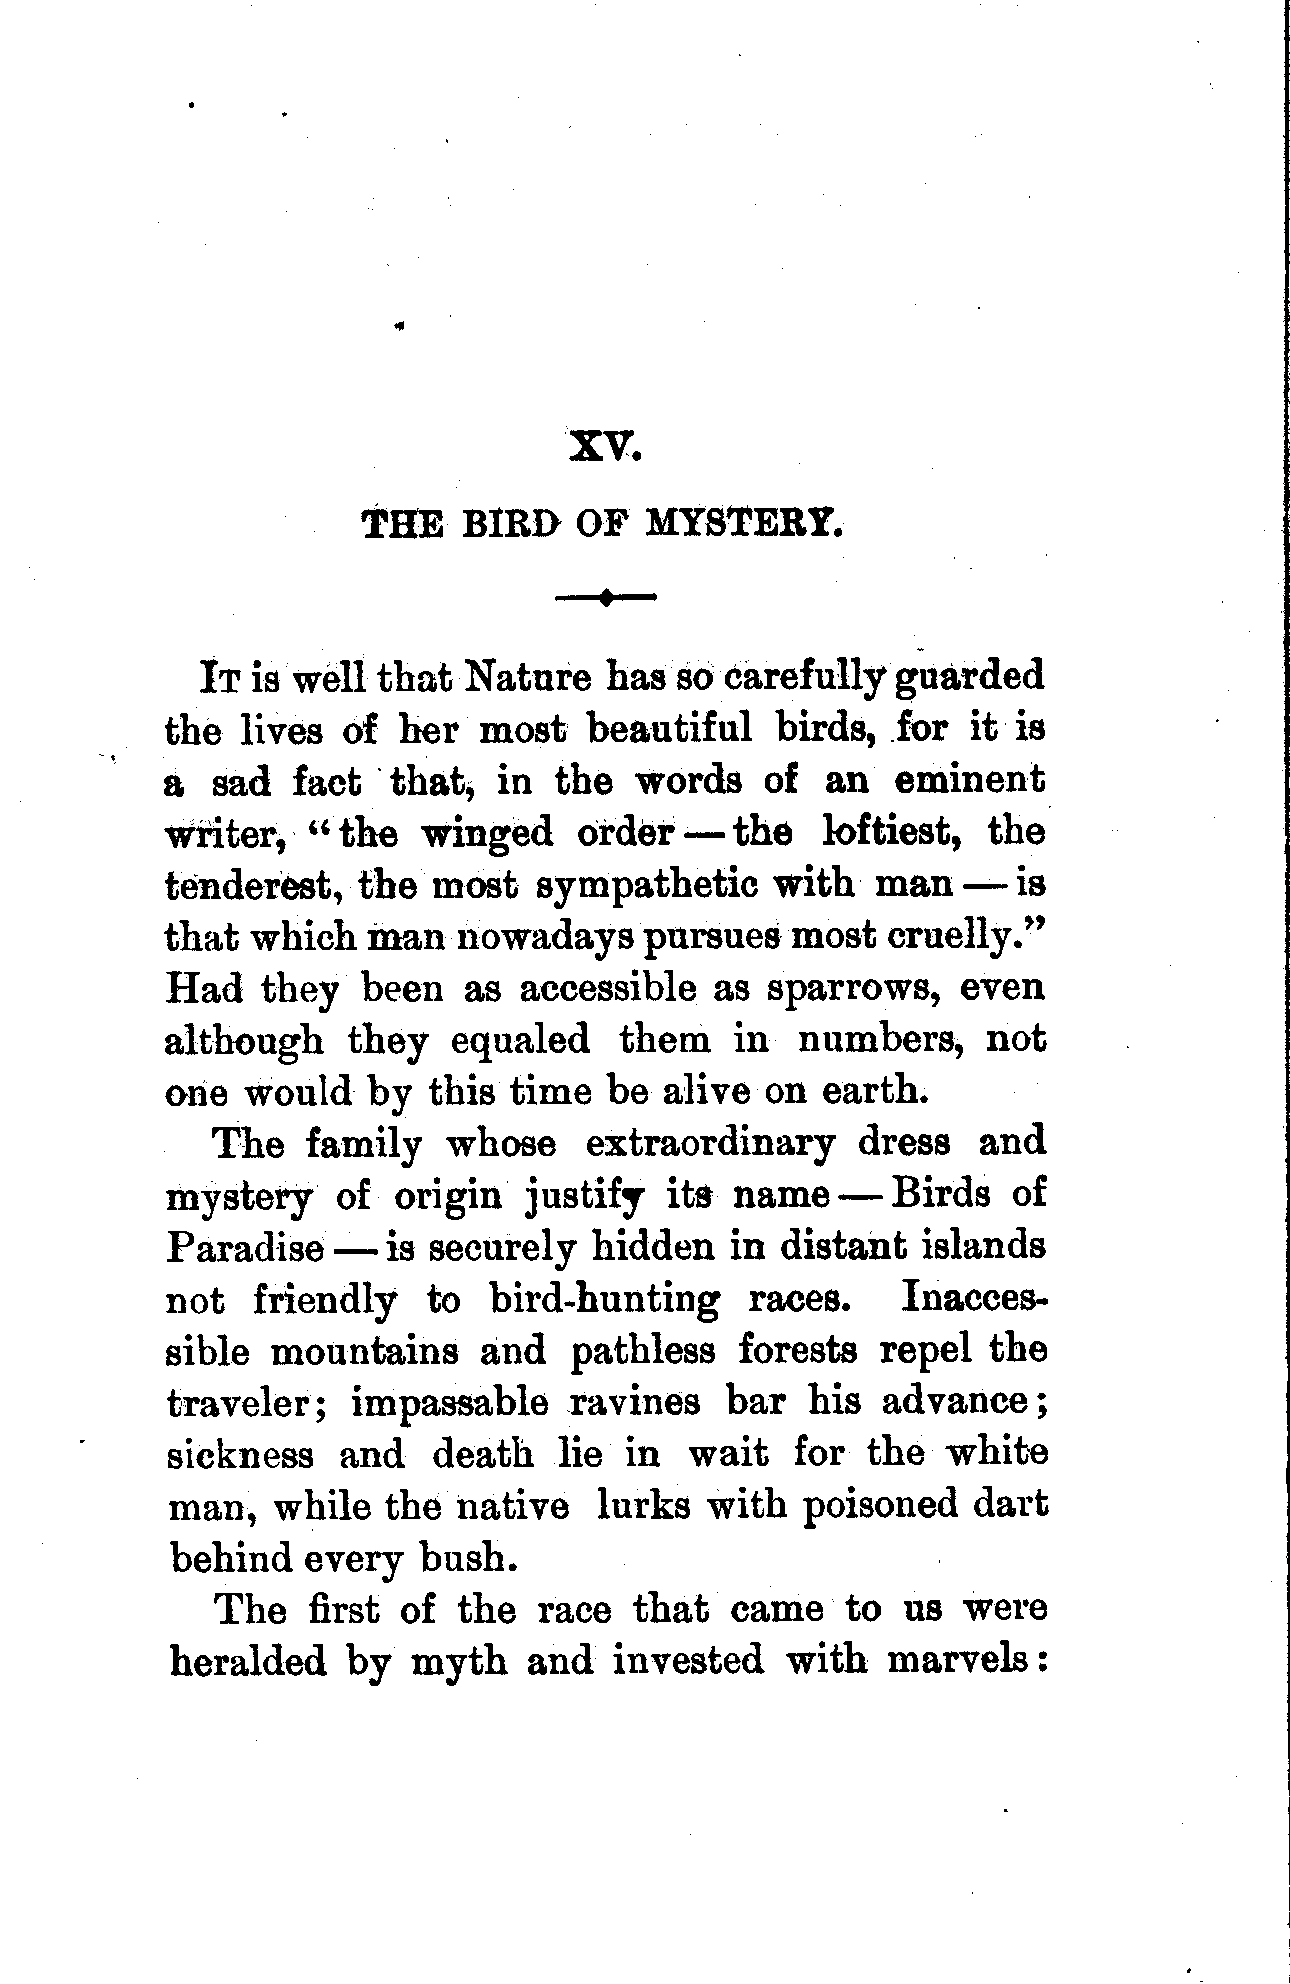 XV.
THE BIRD OF MYSTERY.
IT is well that Nature has so carefully guarded
the lives of her most beautiful birds, for it is
a sad fact that, in the words of an eminent
writer, “the winged order — the loftiest, the
tenderest, the most sympathetic with man — is
that which man nowadays pursues most cruelly.”
Had they been as accessible as sparrows, even
although they equaled them in numbers, not
one would by this time be alive on earth.
The family whose extraordinary dress and
mystery of origin justify its name — Birds of
Paradise — is securely hidden in distant islands
not friendly to bird-hunting races. Inacces-
sible mountains and pathless forests repel the
traveler; impassable ravines bar his advance;
sickness and death lie in wait for the white
man, while the native lurks with poisoned dart
behind every bush.
The first of the race that came to us were
heralded by myth and invested with marvels: